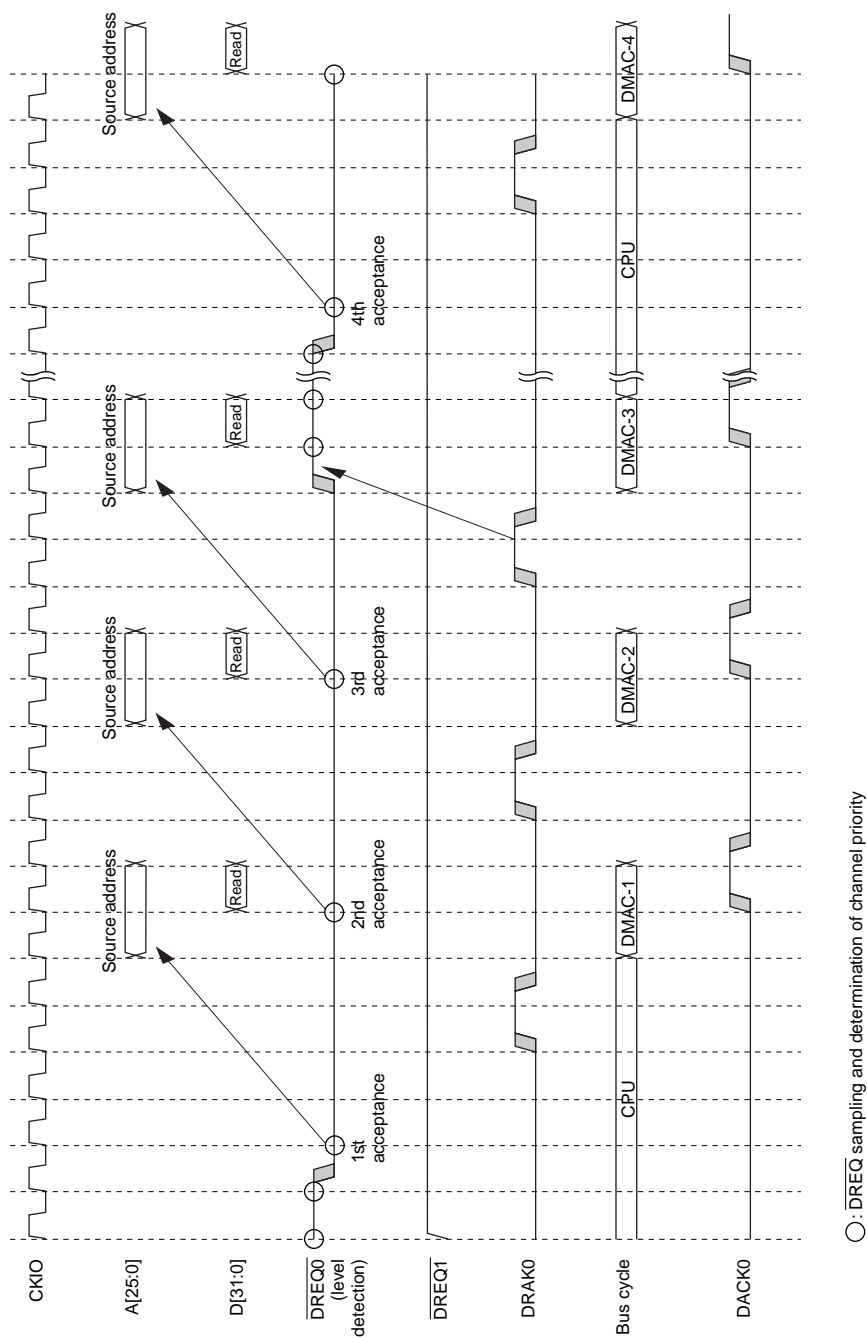 CKIO
Source address
Source address
Source address
Source address
A[25:0]
Read
Read
Read
Read
D[31:0]
DREQ0
(level
detection)
1st
acceptance
2nd
acceptance
3rd
acceptance
4th
acceptance
DREQ1
DRAK0
Bus cycle
CPU
DMAC-1
DMAC-2
DMAC-3
CPU
DMAC-4
DACK0
: DREQ sampling and determination of channel priority